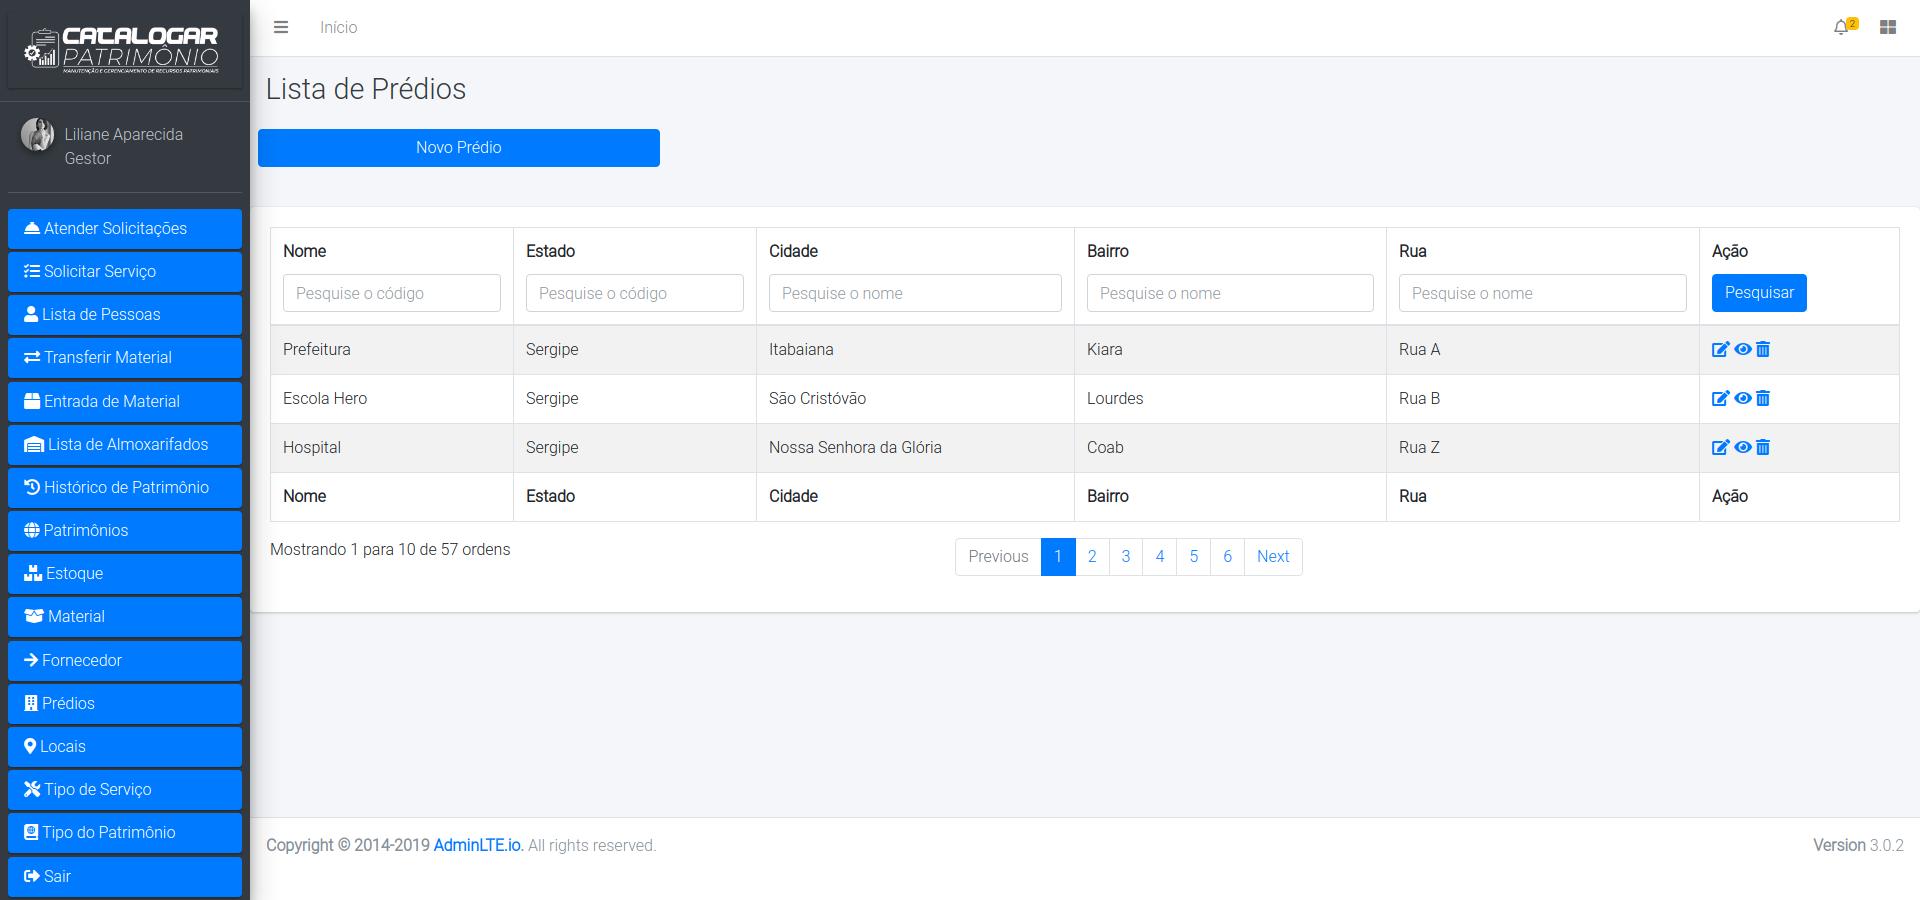 CATALOGAR
PATRIMÔNIO
MANUTENÇÃO E GERENCIAMENTO DE RECURSOS PATRIMONIAIS
Liliane Aparecida
Gestor
Atender Solicitações
Solicitar Serviço
Lista de Pessoas
Transferir Material
Entrada de Material
Lista de Almoxarifados
Histórico de Patrimônio
Patrimônios
Estoque
Material
Fornecedor
Prédios
Locais
Tipo de Serviço
Tipo do Patrimônio
Sair
Início
2
Lista de Prédios
Novo Prédio
Nome Estado Cidade Bairro Rua Ação
Pesquise o código Pesquise o código Pesquise o nome Pesquise o nome Pesquise o nome Pesquisar
Prefeitura Sergipe Itabaiana Kiara Rua A
Escola Hero Sergipe São Cristóvão Lourdes Rua B
Hospital Sergipe Nossa Senhora da Glória Coab Rua Z
Nome Estado Cidade Bairro Rua Ação
Mostrando 1 para 10 de 57 ordens
Previous 1 2 3 4 5 6 Next
Copyright © 2014-2019 AdminLTE.io. All rights reserved.
Version 3.0.2